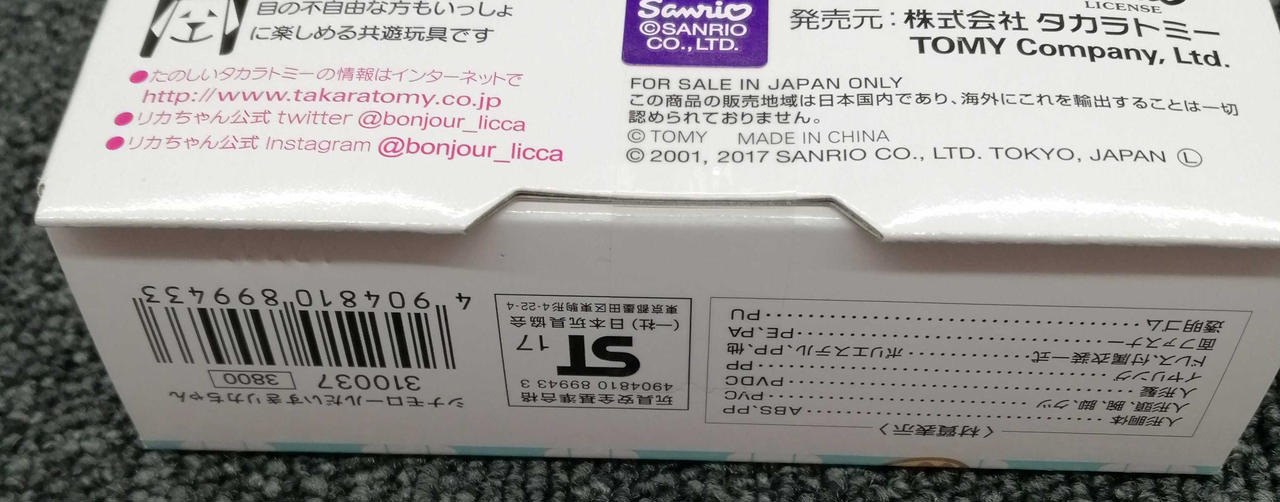 目の不自由な方もいっしょ
に楽しめる共遊玩具です
●たのしいタカラトミーの情報はインターネットで
http://www.takaratomy.co.jp
●リカちゃん公式 twitter @bonjour_licca
●リカちゃん公式 Instagram @bonjour_licca
Sanrio
©SANRIO
CO.,LTD.
LICENSE
発売元：株式会社 タカラトミー
TOMY Company, Ltd.
FOR SALE IN JAPAN ONLY
この商品の販売地域は日本国内であり、海外にこれを輸出することは一切
認められておりません。
© TOMY MADE IN CHINA
© 2001, 2017 SANRIO CO., LTD. TOKYO, JAPAN Ⓛ
〈材質表示〉
人形胴体 ABS、PP
人形頭、腕、脚、クツ PVC
人形髪 PVDC
イヤリング PP
ドレス、付属衣装一式 ポリエステル、PP、他
面ファスナー PE、PA
透明ゴム PU
玩具安全基準合格
4904810 89943 3
ST 17
(一社) 日本玩具協会
東京都墨田区東駒形4-22-4
シナモロールだいすきリカちゃん
310037 3800
4 904810 899433